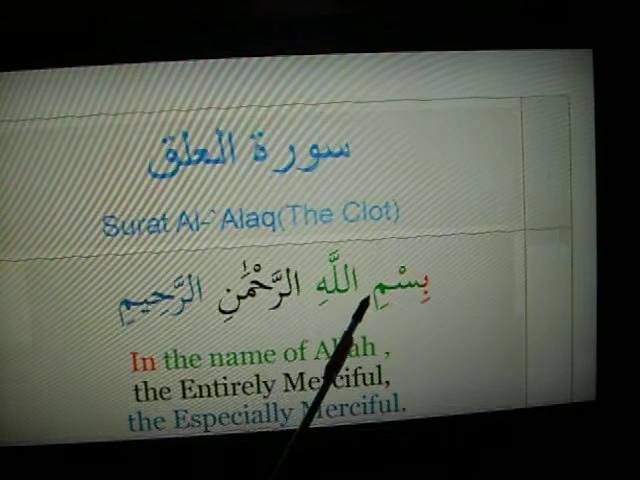 سورة العلق
Surat Al-`Alaq(The Clot)
بِسْمِ اللَّهِ الرَّحْمَٰنِ الرَّحِيمِ
In the name of Allah ,
the Entirely Merciful,
the Especially Merciful.